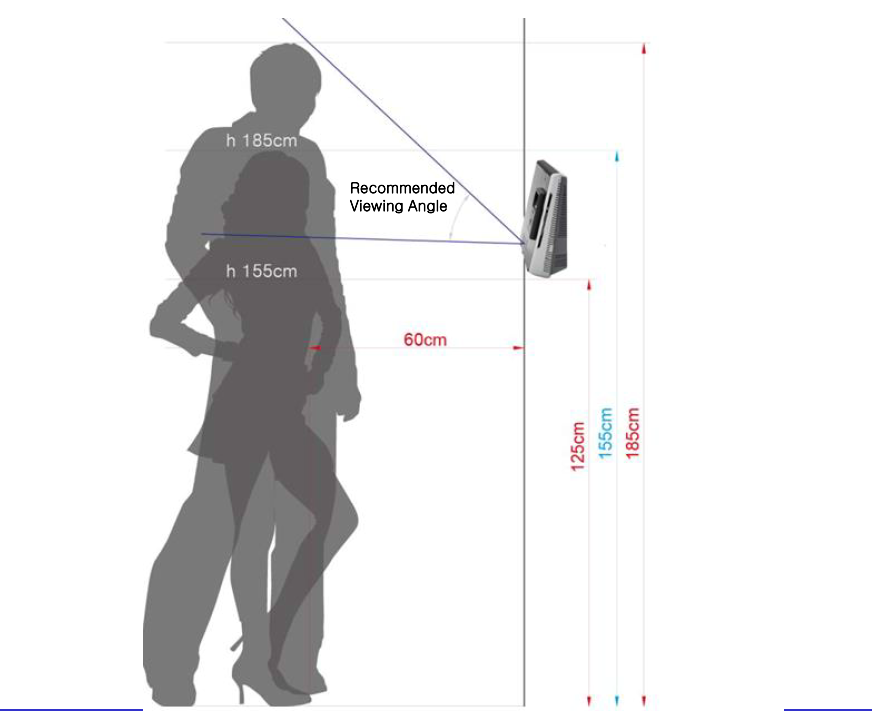 h 185cm
Recommended
Viewing Angle
h 155cm
60cm
125cm
155cm
185cm